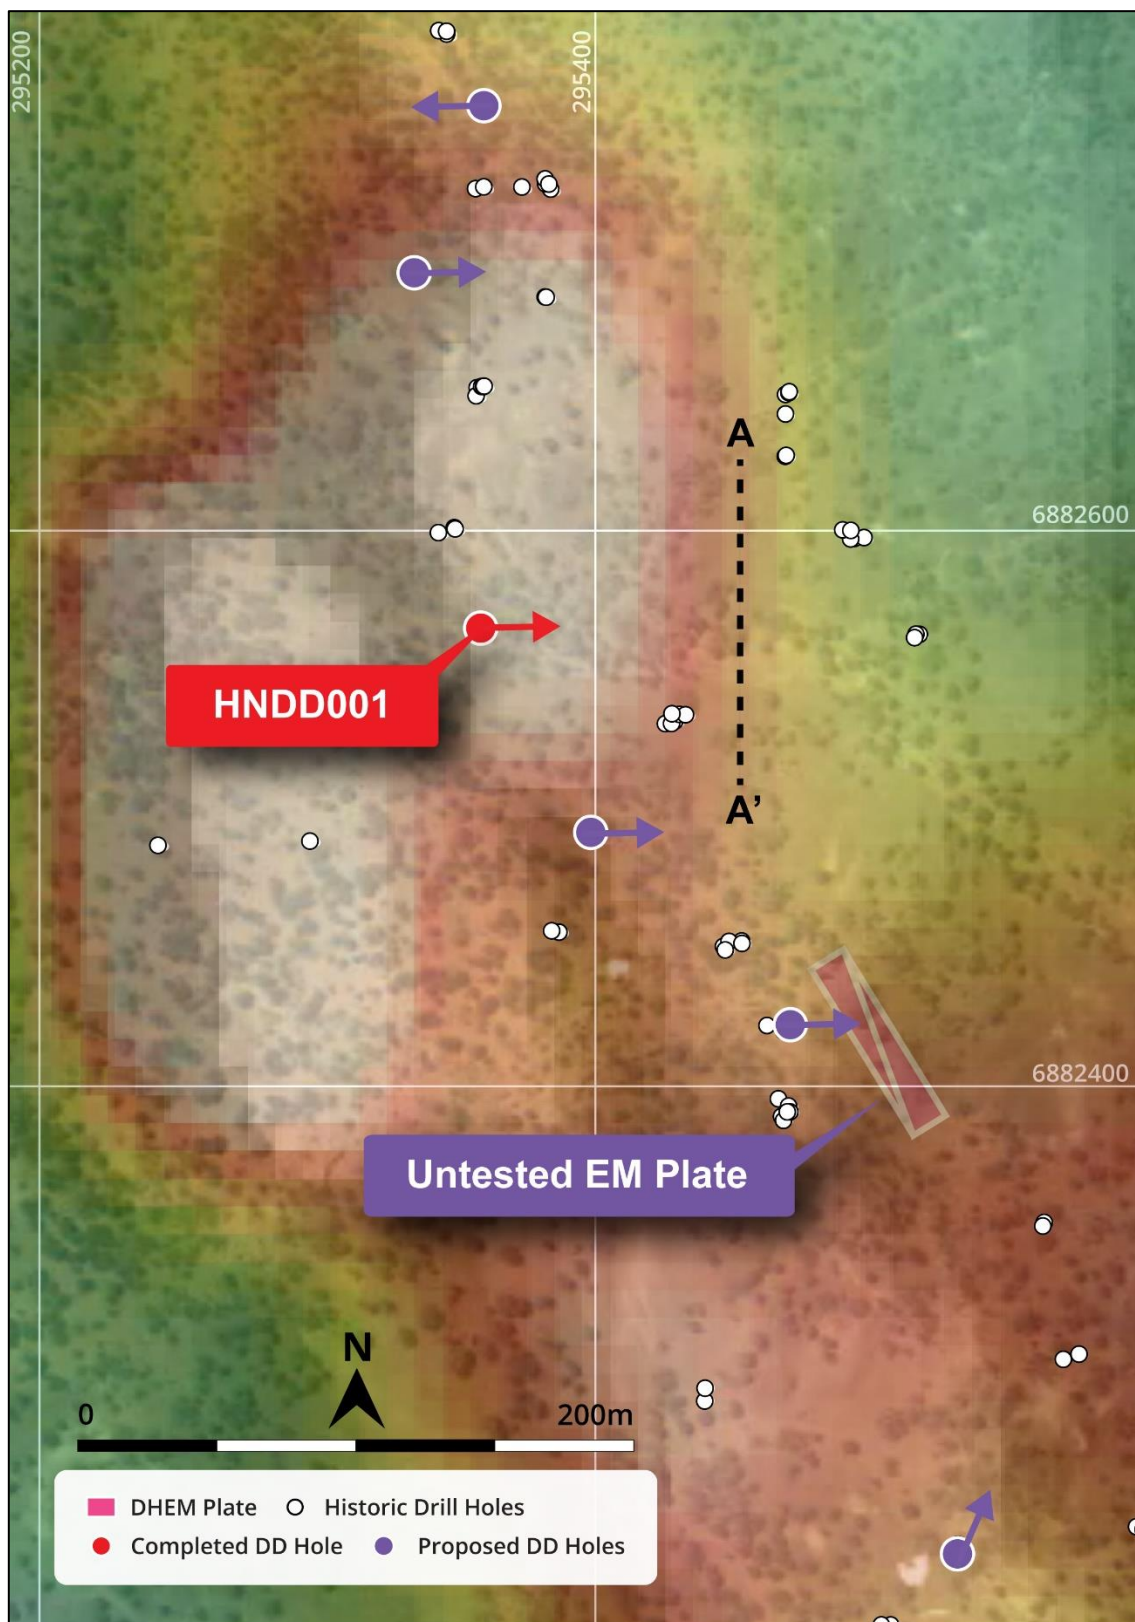 295200
295400
A
6882600
HNDD001
A’
6882400
Untested EM Plate
N
0 200m
DHEM Plate Historic Drill Holes
Completed DD Hole Proposed DD Holes